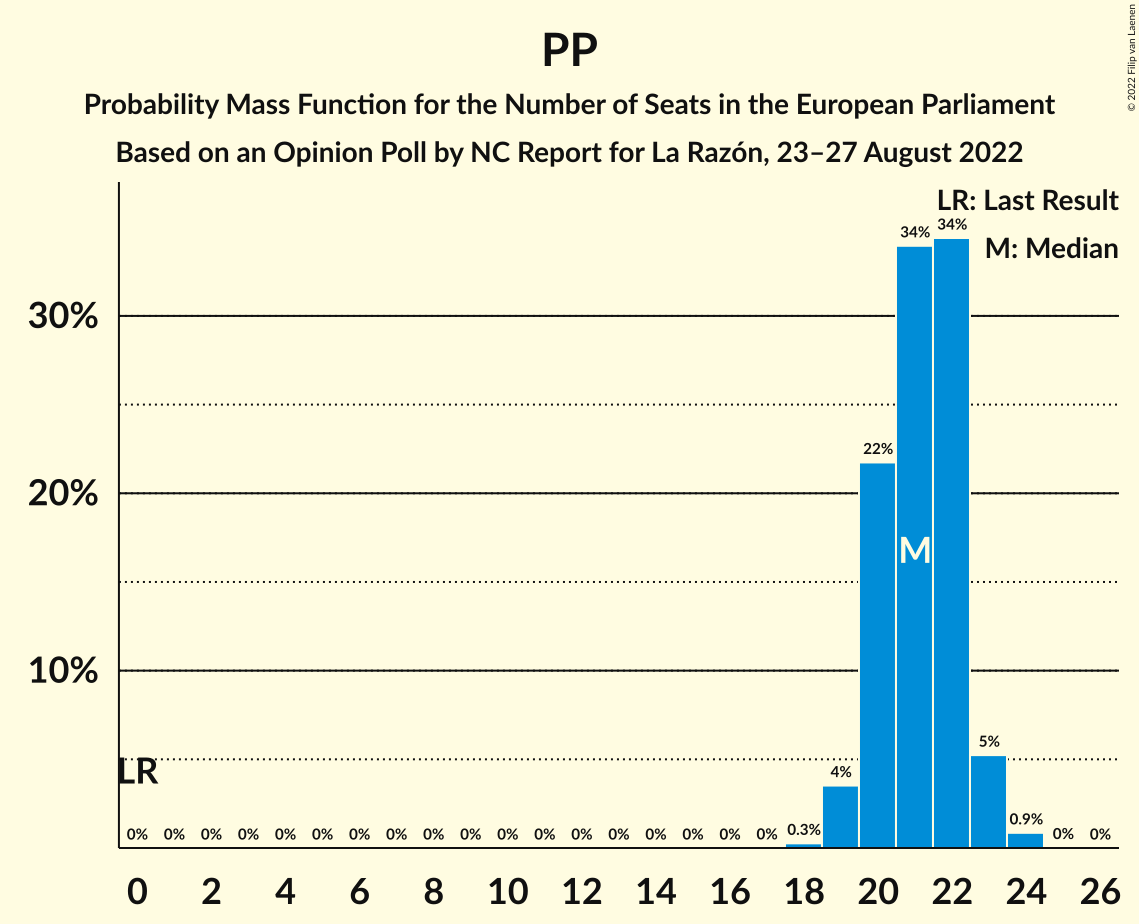 PP
Probability Mass Function for the Number of Seats in the European Parliament
Based on an Opinion Poll by NC Report for La Razón, 23–27 August 2022
© 2022 Filip van Laenen
LR: Last Result
M: Median
34% 34%
30%
22%
20%
M
10%
5%
LR
4%
0% 0% 0% 0% 0% 0% 0% 0% 0% 0% 0% 0% 0% 0% 0% 0% 0% 0% 0.3% 0.9% 0% 0%
0 2 4 6 8 10 12 14 16 18 20 22 24 26